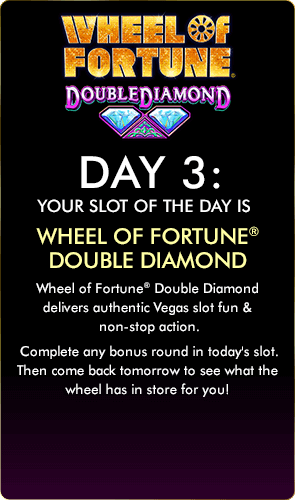 WHEEL OF
FORTUNE®
DOUBLE DIAMOND
DAY 3:
YOUR SLOT OF THE DAY IS
WHEEL OF FORTUNE®
DOUBLE DIAMOND
Wheel of Fortune® Double Diamond
delivers authentic Vegas slot fun &
non-stop action.
Complete any bonus round in today's slot.
Then come back tomorrow to see what the
wheel has in store for you!